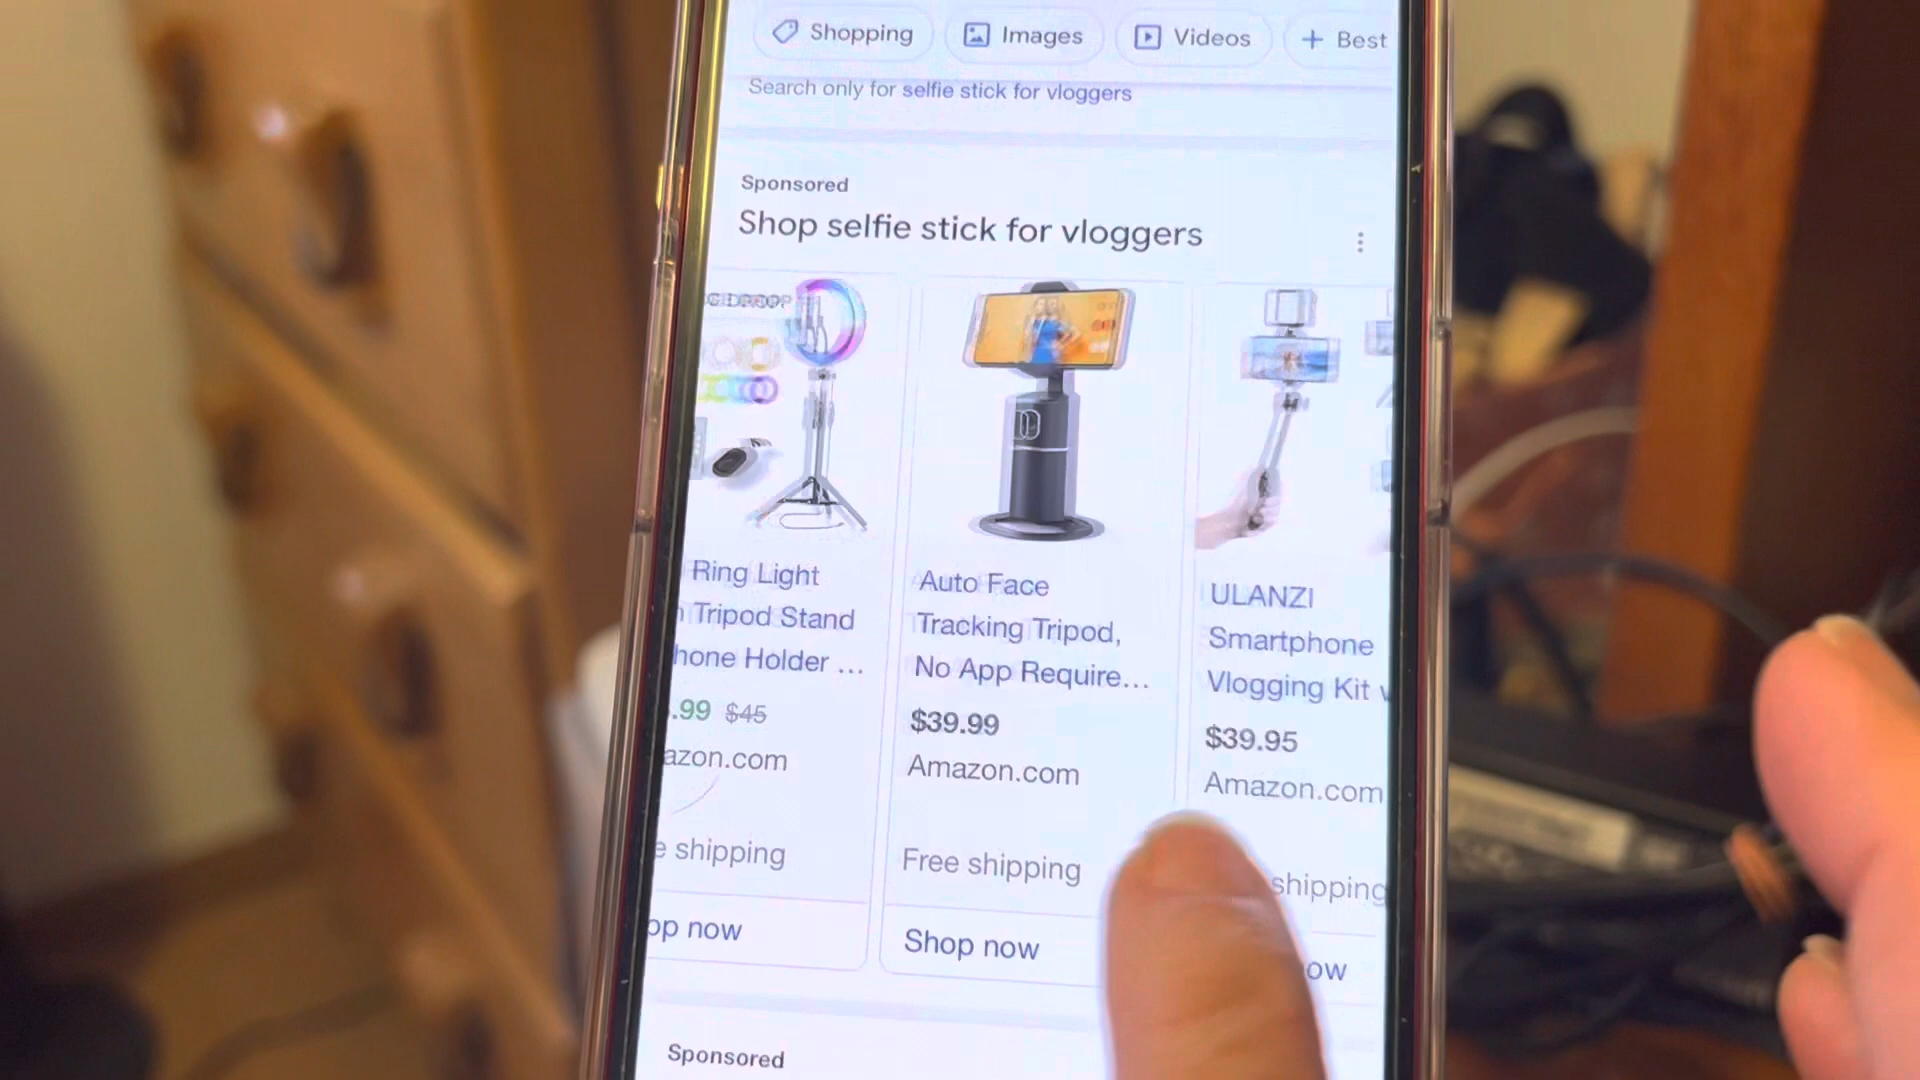 Shopping
Images
Videos
+ Best
Search only for selfie stick for vloggers
Sponsored
Shop selfie stick for vloggers
Ring Light
Tripod Stand
hone Holder ...
.99 $45
azon.com
e shipping
op now
Auto Face
Tracking Tripod,
No App Require...
$39.99
Amazon.com
Free shipping
Shop now
ULANZI
Smartphone
Vlogging Kit
$39.95
Amazon.com
shipping
ow
Sponsored